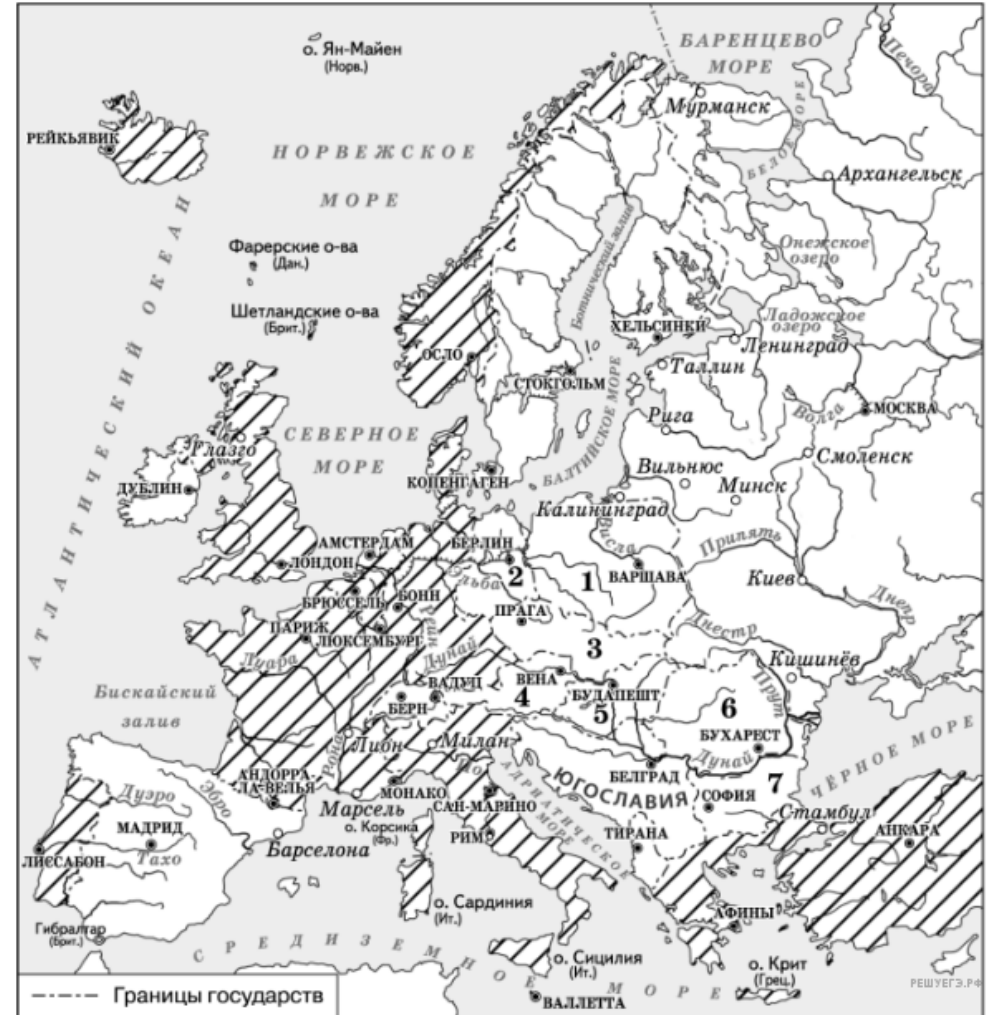 о. Ян-Майен
(Норв.)
БАРЕНЦЕВО
МОРЕ
Печора
Мурманск
РЕЙКЬЯВИК
НОРВЕЖСКОЕ
МОРЕ
БЕЛОЕ МОРЕ
Архангельск
АТЛАНТИЧЕСКИЙ ОКЕАН
Фарерские о-ва
(Дан.)
Ботнический залив
Онежское
озеро
Шетландские о-ва
(Брит.)
Ладожское
озеро
ХЕЛЬСИНКИ
Ленинград
ОСЛО
СТОКГОЛЬМ
Таллин
БАЛТИЙСКОЕ МОРЕ
Волга
МОСКВА
Рига
СЕВЕРНОЕ
МОРЕ
Глазго
Смоленск
ДУБЛИН
КОПЕНГАГЕН
Вильнюс
Минск
Калининград
АМСТЕРДАМ
БЕРЛИН
Висла
Припять
ЛОНДОН
Эльба
2
1
ВАРШАВА
Киев
БРЮССЕЛЬ
БОНН
ПРАГА
Днепр
ПАРИЖ
ЛЮКСЕМБУРГ
Рейн
Днестр
Луара
Дунай
3
Кишинёв
Бискайский
залив
ВАДУЦ
ВЕНА
БУДАПЕШТ
Прут
БЕРН
4
5
6
БУХАРЕСТ
Лион
Милан
Рона
По
Дунай
ЧЁРНОЕ МОРЕ
АНДОРРА-
ЛА-ВЕЛЬЯ
МОНАКО
БЕЛГРАД
7
Дуэро
Эбро
Марсель
САН-МАРИНО
АДРИАТИЧЕСКОЕ
МОРЕ
ЮГОСЛАВИЯ
СОФИЯ
Стамбул
о. Корсика
(Фр.)
РИМ
ТИРАНА
АНКАРА
МАДРИД
ЛИССАБОН
Тахо
Барселона
о. Сардиния
(Ит.)
АФИНЫ
Гибралтар
(Брит.)
СРЕДИЗЕМНОЕ МОРЕ
о. Сицилия
(Ит.)
о. Крит
(Грец.)
РЕШУЕГЭ.РФ
Границы государств
ВАЛЛЕТТА